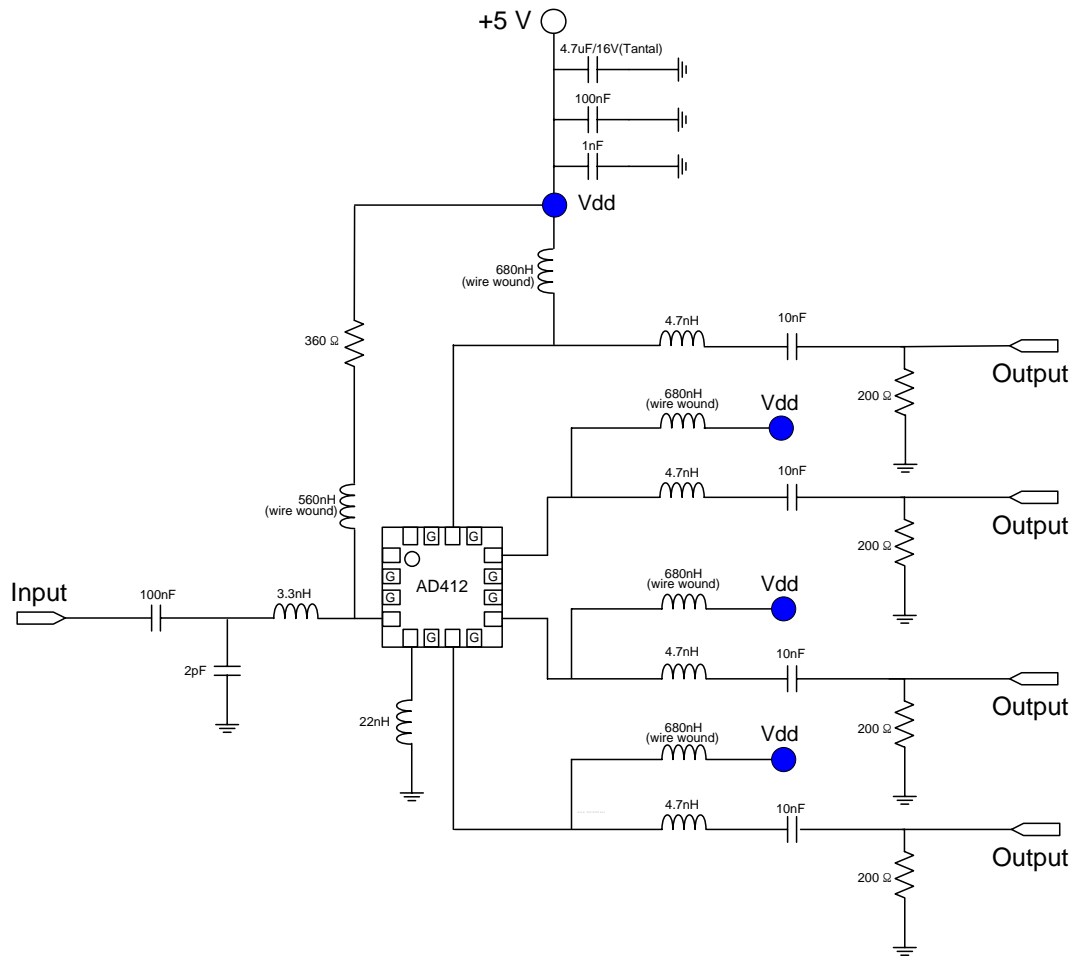 +5 V
4.7uF/16V(Tantal)
100nF
1nF
Vdd
680nH
(wire wound)
360 Ω
4.7nH
10nF
Output
200 Ω
680nH
(wire wound)
Vdd
4.7nH
10nF
Output
200 Ω
560nH
(wire wound)
G
G
G
G
AD412
G
G
G
G
Input
100nF
3.3nH
2pF
22nH
680nH
(wire wound)
Vdd
4.7nH
10nF
Output
200 Ω
680nH
(wire wound)
Vdd
4.7nH
10nF
Output
200 Ω